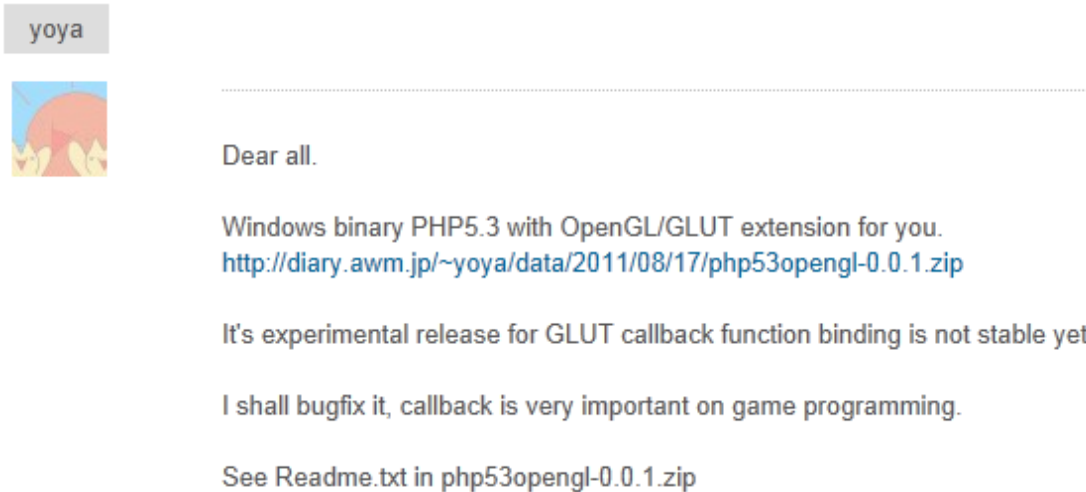 yoya
Dear all.
Windows binary PHP5.3 with OpenGL/GLUT extension for you.
http://diary.awm.jp/~yoya/data/2011/08/17/php53opengl-0.0.1.zip
It's experimental release for GLUT callback function binding is not stable yet
I shall bugfix it, callback is very important on game programming.
See Readme.txt in php53opengl-0.0.1.zip